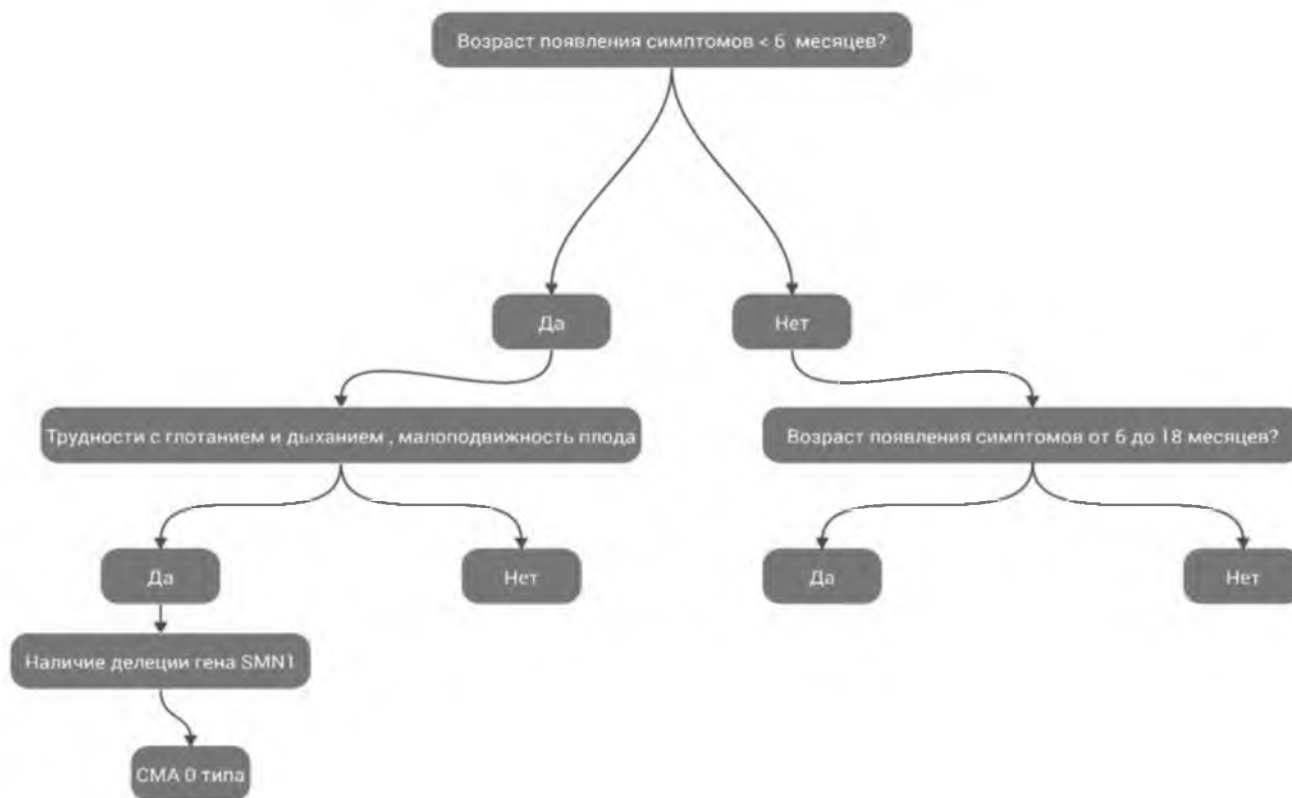 Возраст появления симптомов < 6 месяцев?
Да
Нет
Трудности с глотанием и дыханием , малоподвижность плода
Возраст появления симптомов от 6 до 18 месяцев?
Да
Нет
Да
Нет
Наличие делеции гена SMN1
СМА 0 типа